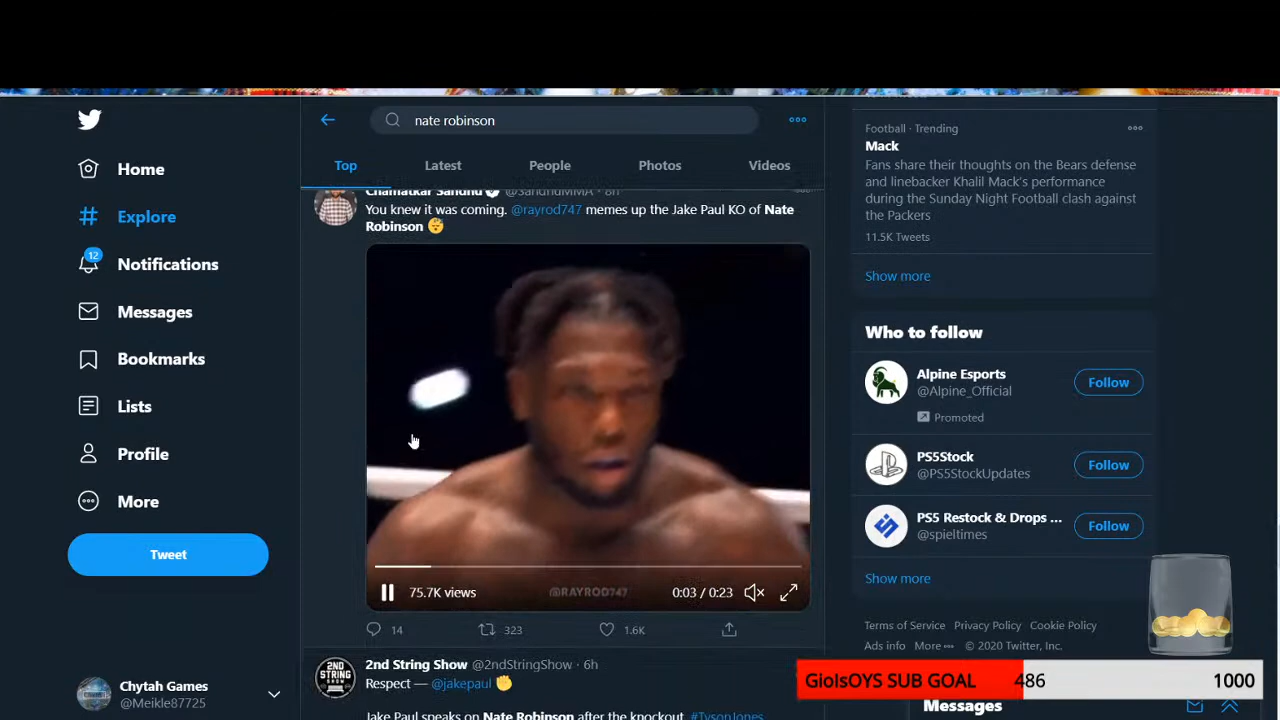 nate robinson
Top
Latest
People
Photos
Videos
Home
Explore
12
Notifications
Messages
Bookmarks
Lists
Profile
More
Tweet
Chytah Games
@Meikle87725
Chamatkar Sandhu @SandhuMMA · 8h
You knew it was coming. @rayrod747 memes up the Jake Paul KO of Nate
Robinson
75.7K views
@RAYROD747
0:03 / 0:23
14
323
1.6K
2nd String Show @2ndStringShow · 6h
Respect — @jakepaul
Jake Paul speaks on Nate Robinson after the knockout. #TysonJones
Football · Trending
Mack
Fans share their thoughts on the Bears defense
and linebacker Khalil Mack's performance
during the Sunday Night Football clash against
the Packers
11.5K Tweets
Show more
Who to follow
Alpine Esports
@Alpine_Official
Follow
Promoted
PS5Stock
@PS5StockUpdates
Follow
PS5 Restock & Drops ...
@spieltimes
Follow
Show more
Terms of Service Privacy Policy Cookie Policy
Ads info More © 2020 Twitter, Inc.
GioIsOYS SUB GOAL 486 1000
Messages